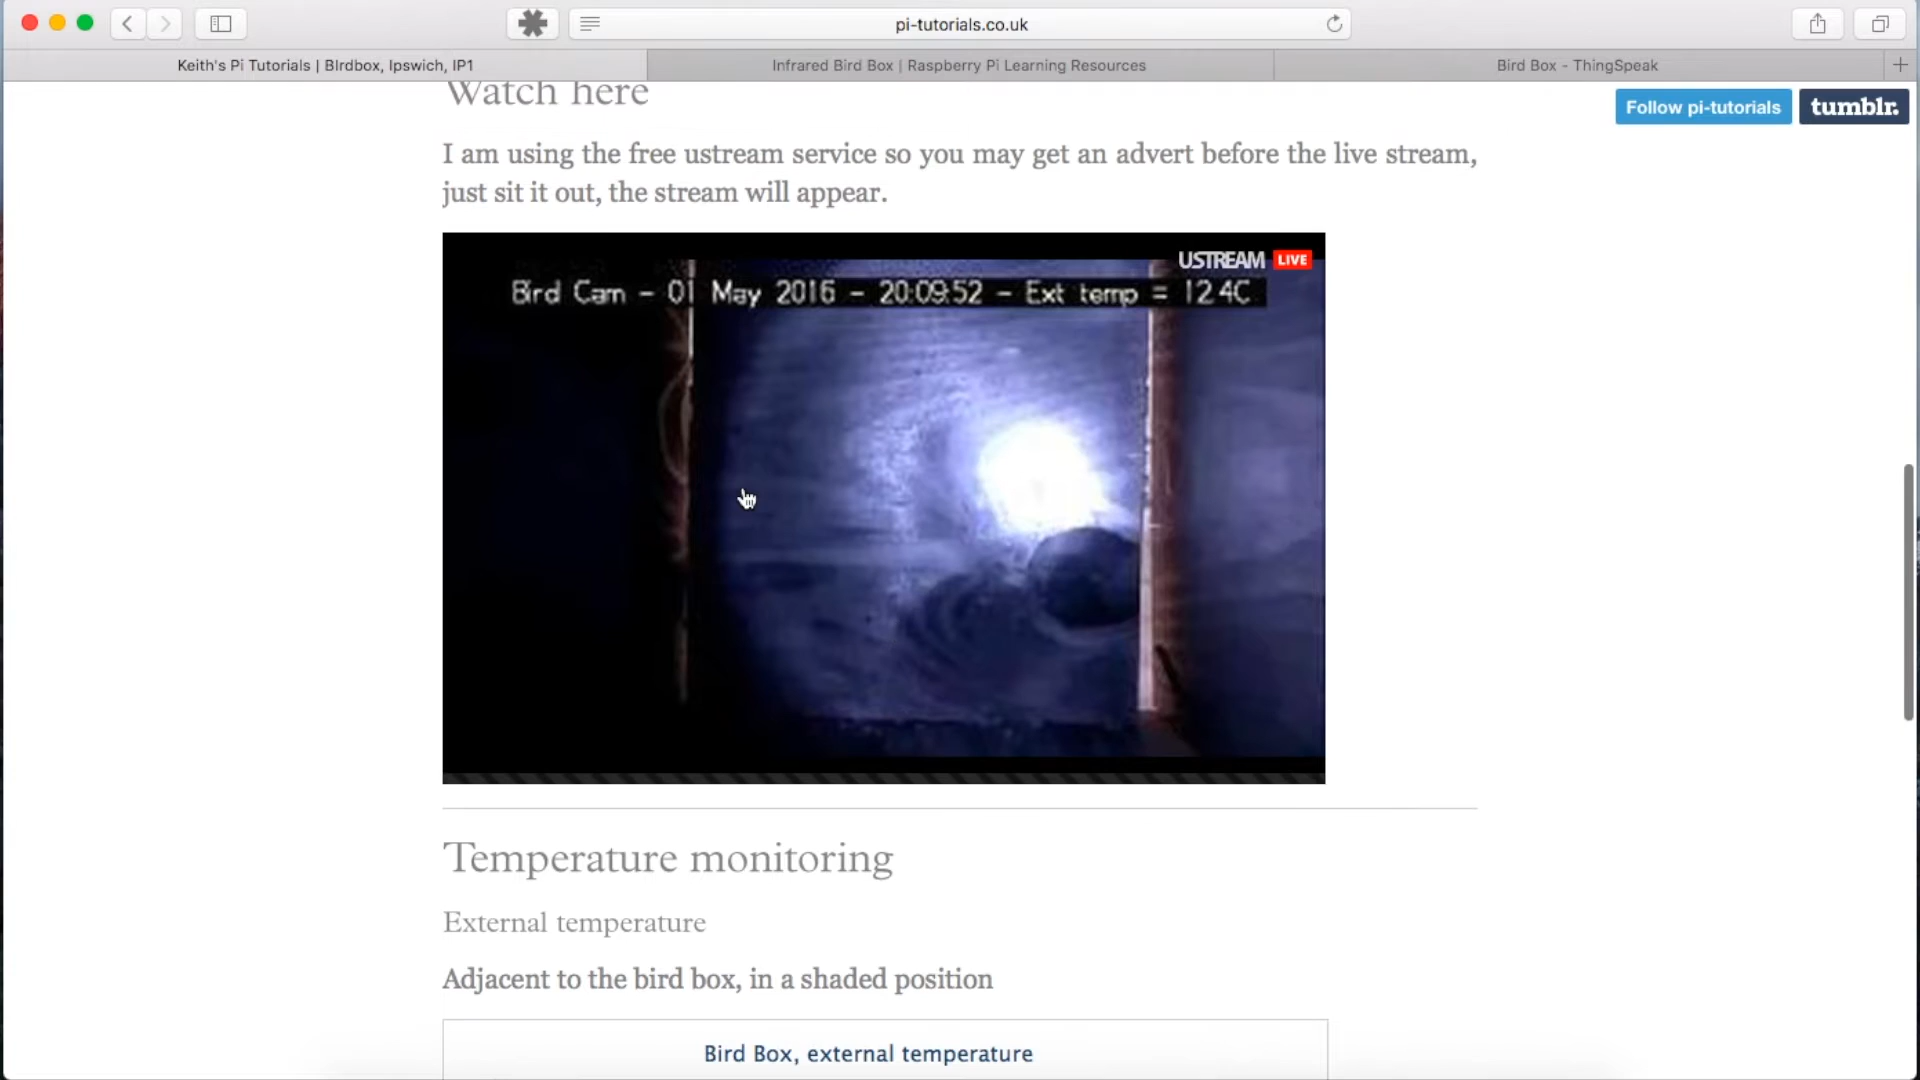 pi-tutorials.co.uk
Keith's Pi Tutorials | BIrdbox, Ipswich, IP1
Infrared Bird Box | Raspberry Pi Learning Resources
Bird Box - ThingSpeak
Watch here
Follow pi-tutorials
tumblr.
I am using the free ustream service so you may get an advert before the live stream,
just sit it out, the stream will appear.
USTREAM LIVE
Bird Cam - 01 May 2016 - 20:09:52 - Ext temp = 12.4C
Temperature monitoring
External temperature
Adjacent to the bird box, in a shaded position
Bird Box, external temperature